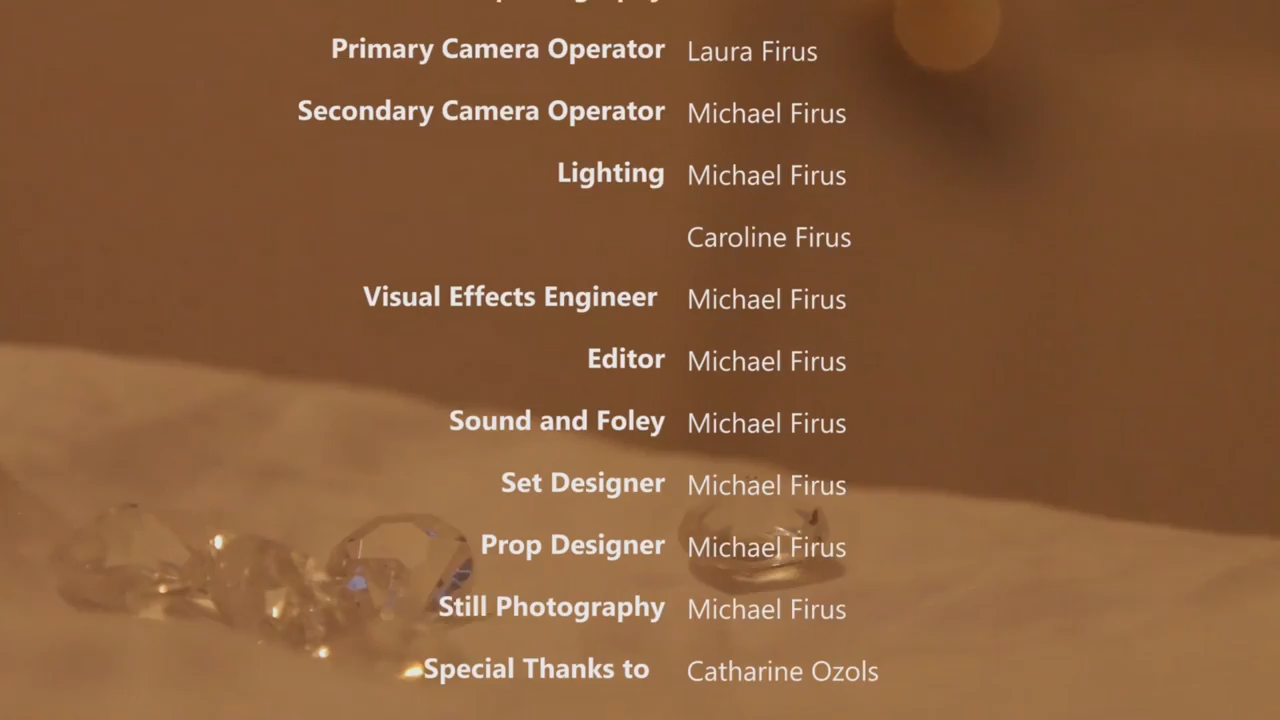 Primary Camera Operator Laura Firus
Secondary Camera Operator Michael Firus
Lighting Michael Firus
Caroline Firus
Visual Effects Engineer Michael Firus
Editor Michael Firus
Sound and Foley Michael Firus
Set Designer Michael Firus
Prop Designer Michael Firus
Still Photography Michael Firus
Special Thanks to Catharine Ozols